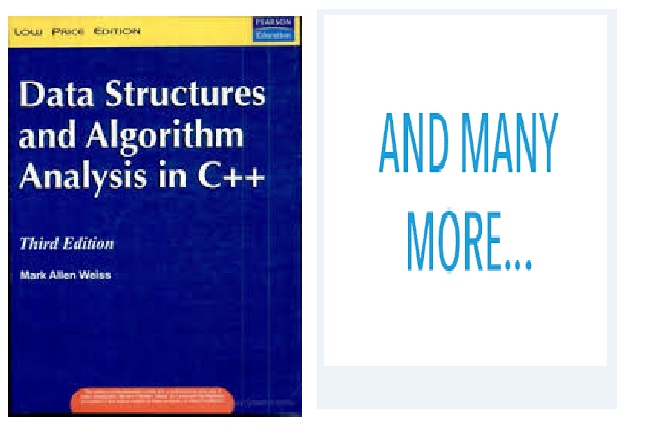 LOW PRICE EDITION
PEARSON
Education
Data Structures
and Algorithm
Analysis in C++
Third Edition
Mark Allen Weiss
AND MANY
MORE...